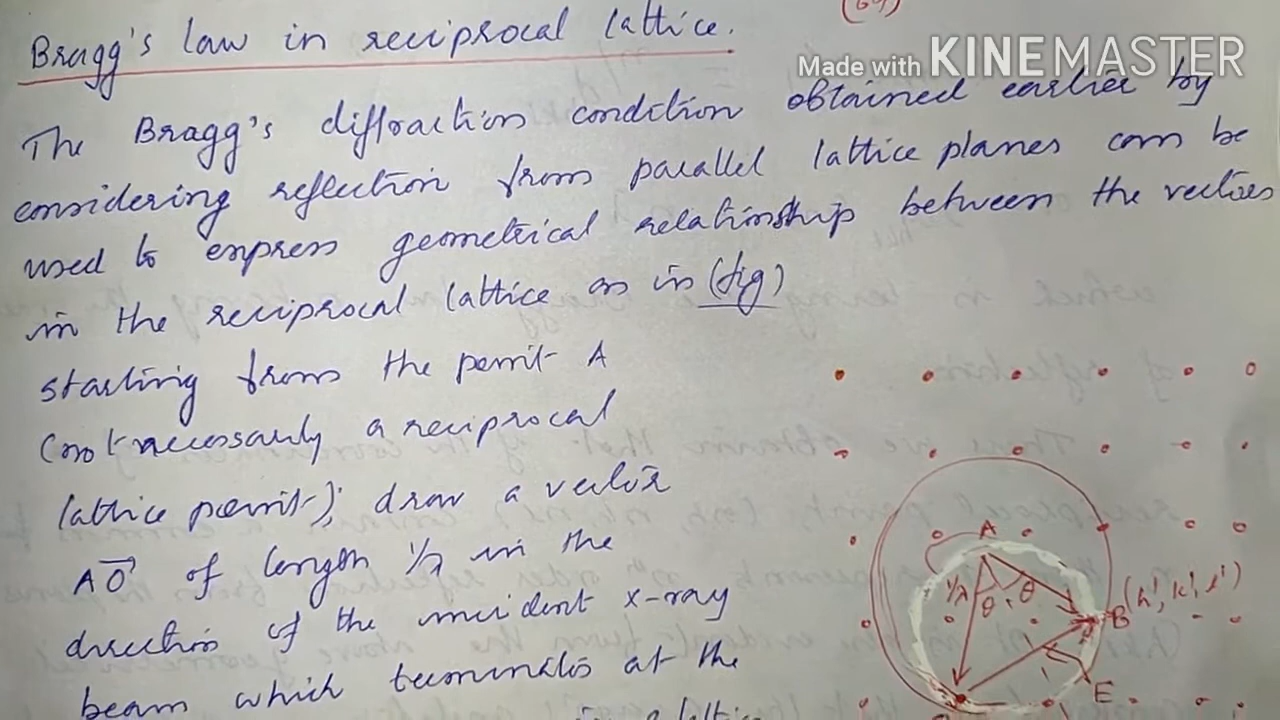 (64)
Bragg's law in reciprocal lattice.
Made with KINEMASTER
The Bragg's diffraction condition obtained earlier by
considering reflection from parallel lattice planes can be
used to express geometrical relationship between the vectors
in the reciprocal lattice as in (fig)
starting from the point A
(not necessarily a reciprocal
lattice point); draw a vector
AO of length 1/λ in the
direction of the incident x-ray
beam which terminates at the
A
1/λ
θ θ
B (h', k', l')
E